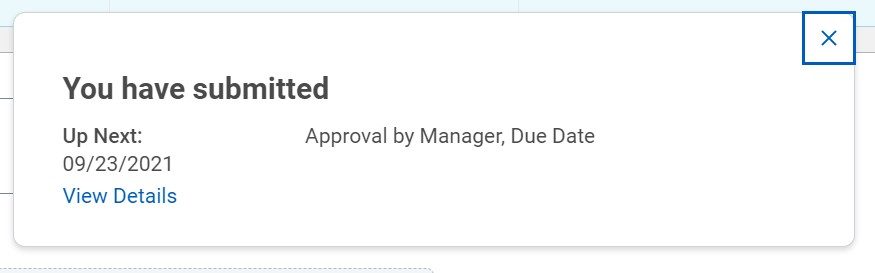 You have submitted
Up Next: Approval by Manager, Due Date
09/23/2021
View Details